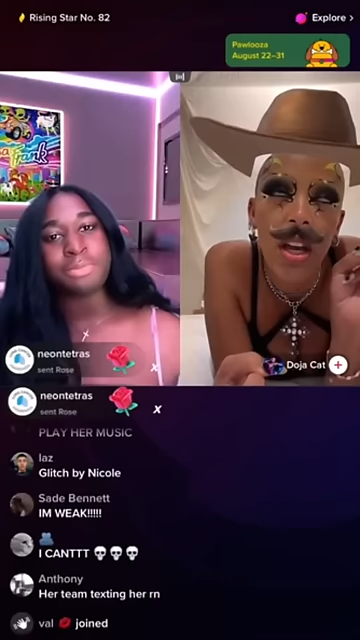 Rising Star No. 82
Explore >
Pawlooza
August 22–31
Frank
neontetras
sent Rose
x
Doja Cat
neontetras
sent Rose
x
PLAY HER MUSIC
laz
Glitch by Nicole
Sade Bennett
IM WEAK!!!!!
I CANTTT 💀💀💀
Anthony
Her team texting her rn
val 💋 joined